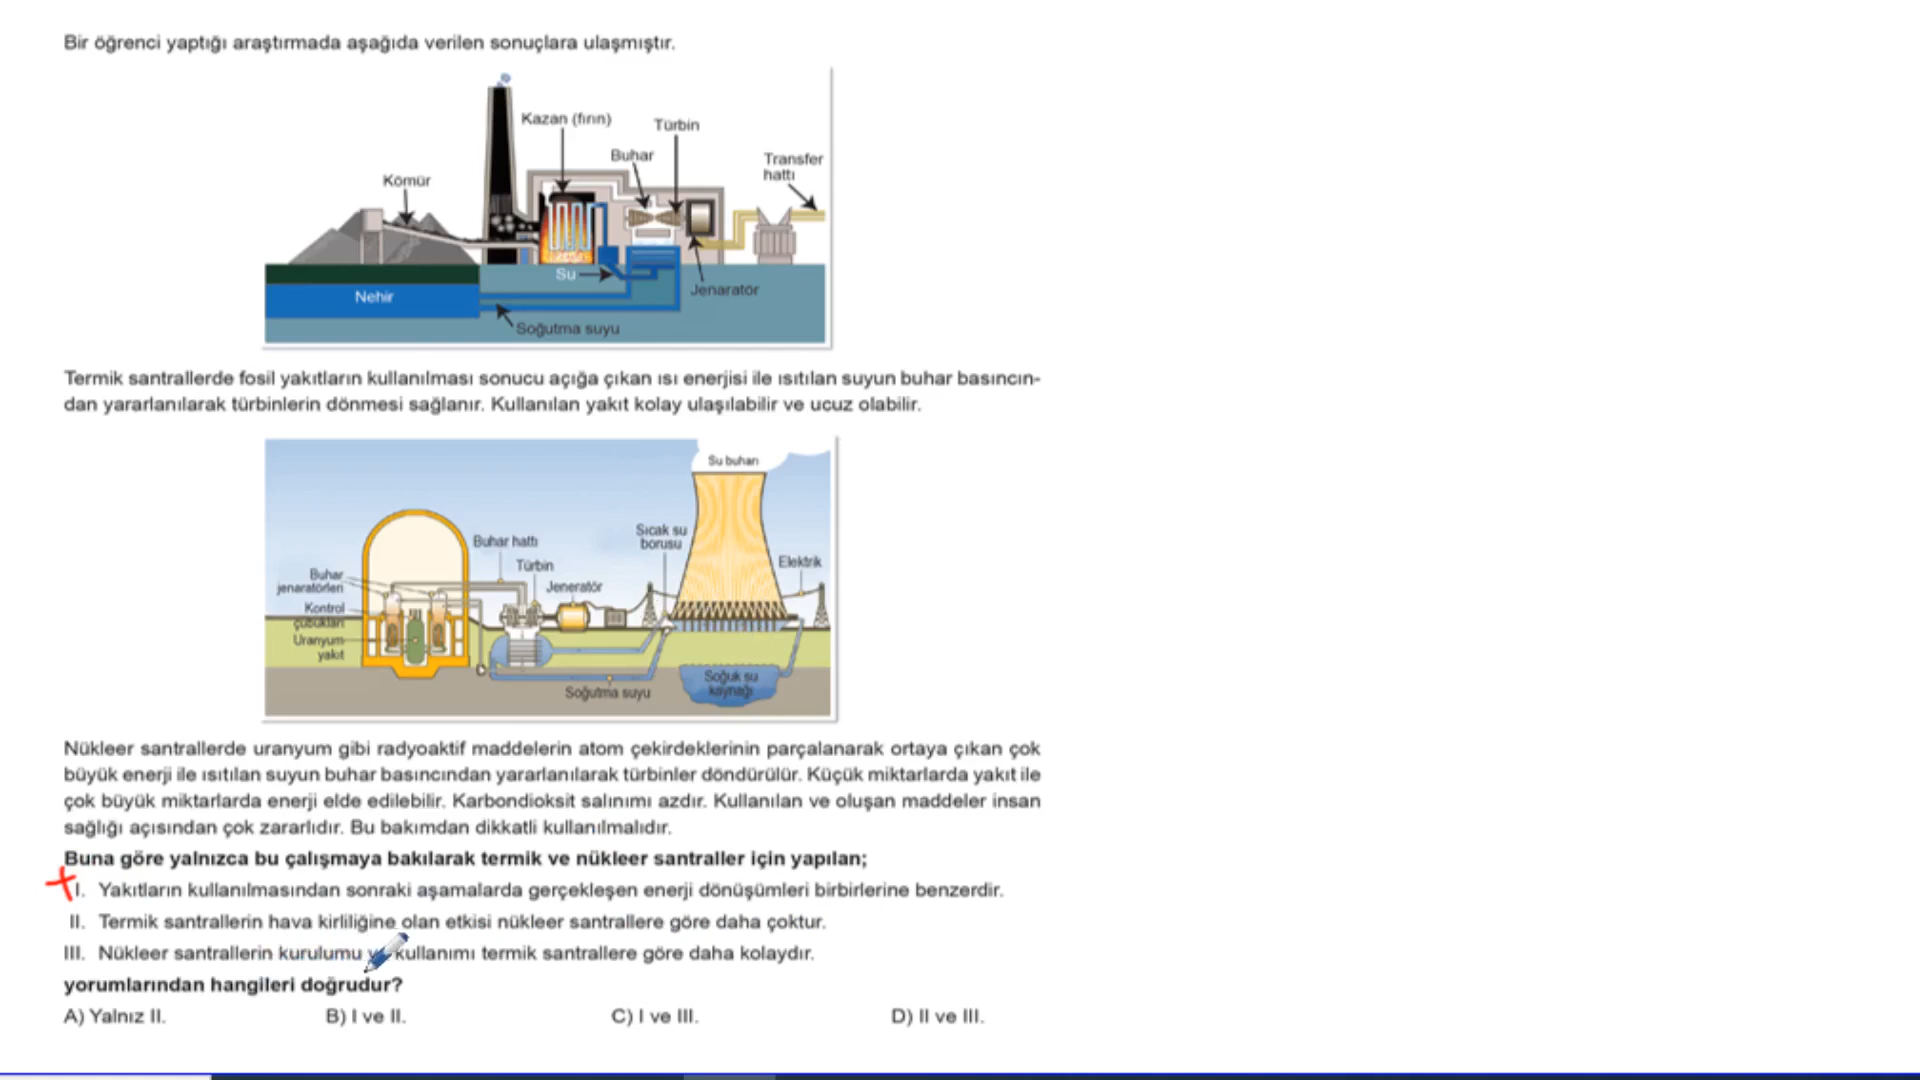 Bir öğrenci yaptığı araştırmada aşağıda verilen sonuçlara ulaşmıştır.
Kazan (fırın)
Türbin
Buhar
Transfer
hattı
Kömür
Su
Nehir
Jenaratör
Soğutma suyu
Termik santrallerde fosil yakıtların kullanılması sonucu açığa çıkan ısı enerjisi ile ısıtılan suyun buhar basıncın-
dan yararlanılarak türbinlerin dönmesi sağlanır. Kullanılan yakıt kolay ulaşılabilir ve ucuz olabilir.
Su buharı
Sıcak su
borusu
Buhar hattı
Türbin
Elektrik
Buhar
jenaratörleri
Jeneratör
Kontrol
çubukları
Uranyum
yakıt
Soğuk su
kaynağı
Soğutma suyu
Nükleer santrallerde uranyum gibi radyoaktif maddelerin atom çekirdeklerinin parçalanarak ortaya çıkan çok
büyük enerji ile ısıtılan suyun buhar basıncından yararlanılarak türbinler döndürülür. Küçük miktarlarda yakıt ile
çok büyük miktarlarda enerji elde edilebilir. Karbondioksit salınımı azdır. Kullanılan ve oluşan maddeler insan
sağlığı açısından çok zararlıdır. Bu bakımdan dikkatli kullanılmalıdır.
Buna göre yalnızca bu çalışmaya bakılarak termik ve nükleer santraller için yapılan;
I. Yakıtların kullanılmasından sonraki aşamalarda gerçekleşen enerji dönüşümleri birbirlerine benzerdir.
II. Termik santrallerin hava kirliliğine olan etkisi nükleer santrallere göre daha çoktur.
III. Nükleer santrallerin kurulumu kullanımı termik santrallere göre daha kolaydır.
yorumlarından hangileri doğrudur?
A) Yalnız II. B) I ve II. C) I ve III. D) II ve III.